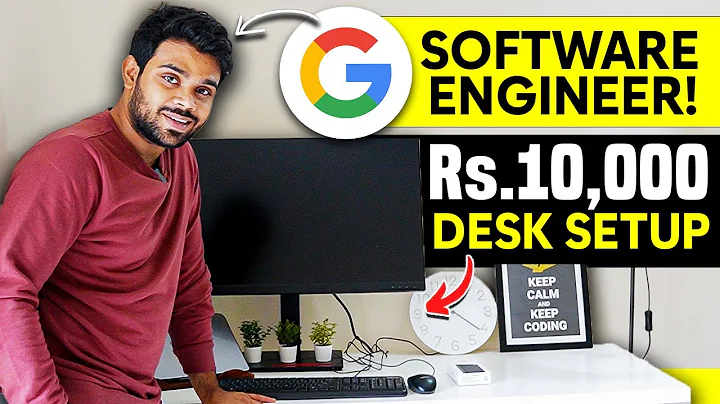 G
SOFTWARE
ENGINEER!
Rs.10,000
DESK SETUP
KEEP
CALM
AND
KEEP
CODING